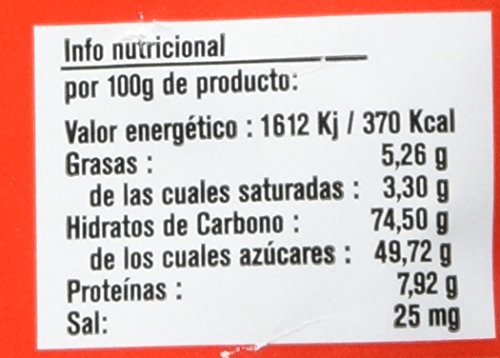 Info nutricional
por 100g de producto:
Valor energético : 1612 Kj / 370 Kcal
Grasas : 5,26 g
de las cuales saturadas : 3,30 g
Hidratos de Carbono : 74,50 g
de los cuales azúcares : 49,72 g
Proteínas : 7,92 g
Sal: 25 mg